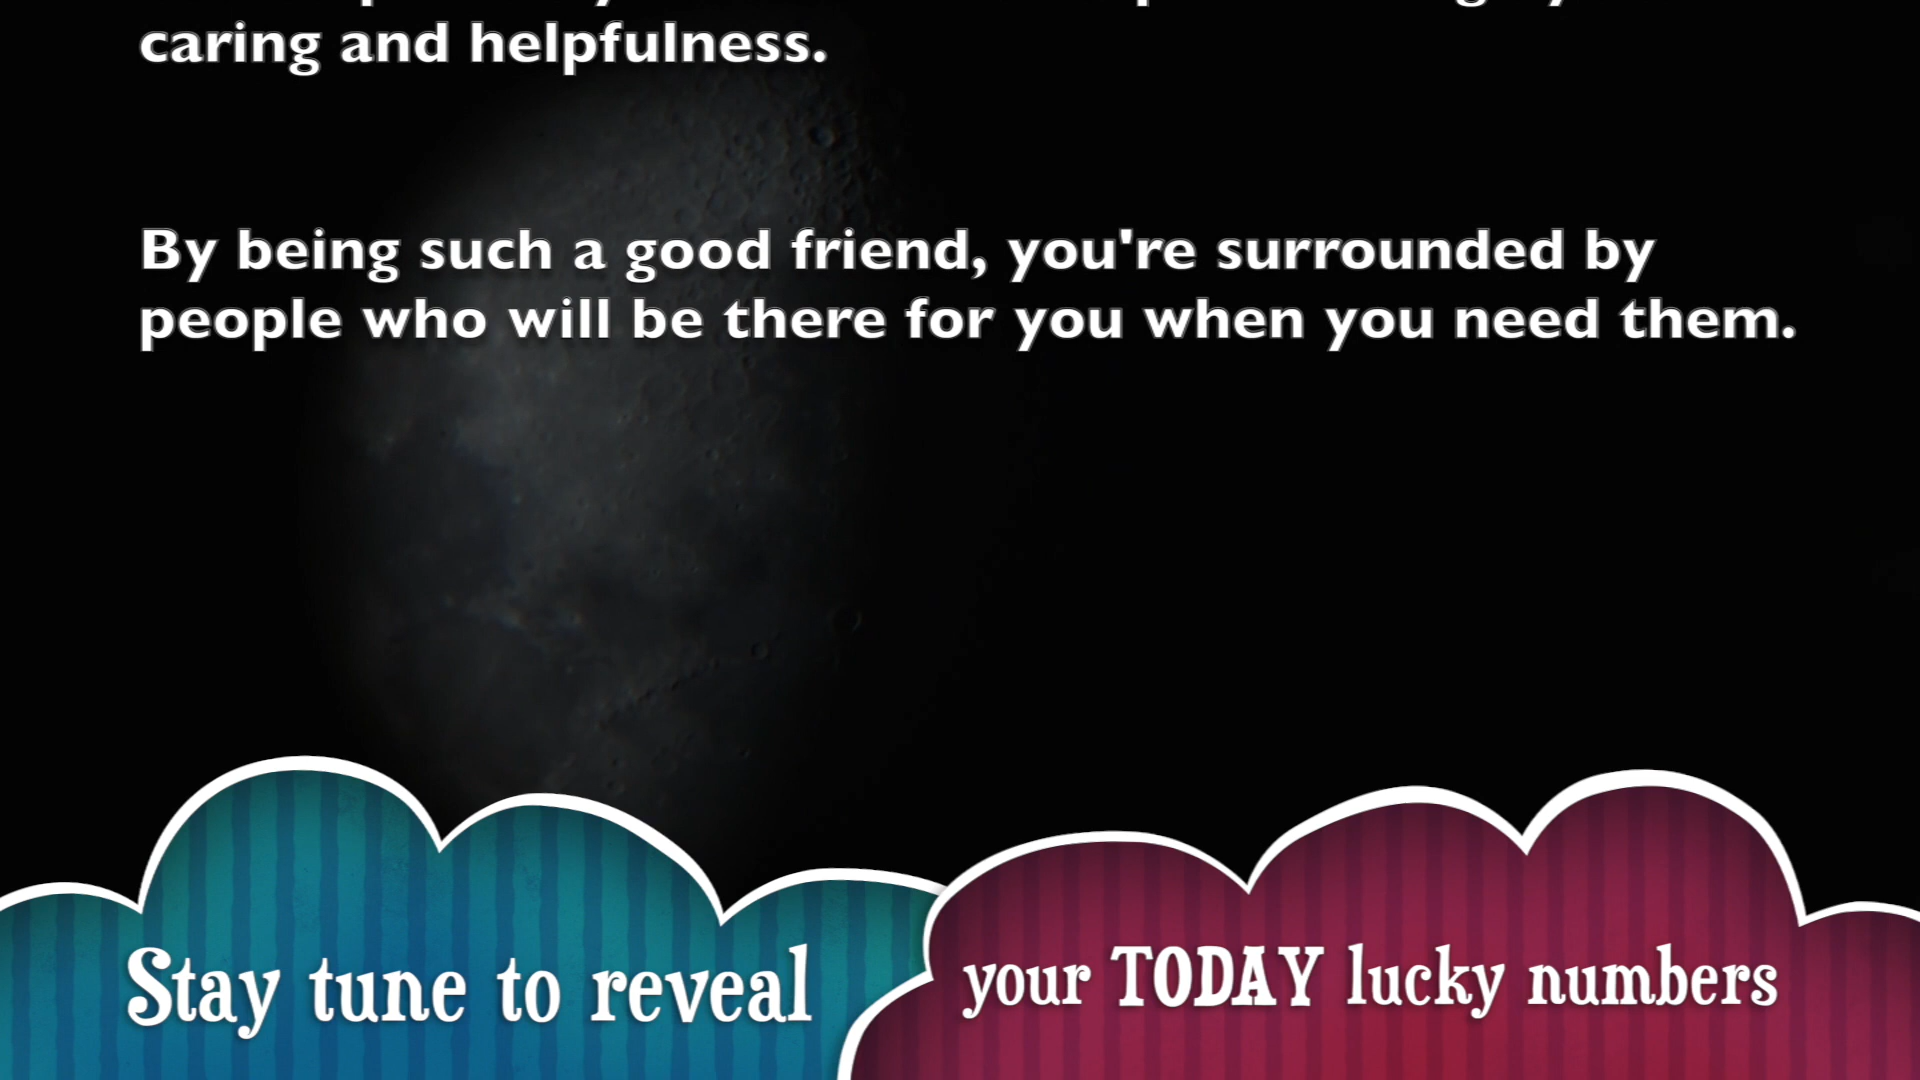 caring and helpfulness.
By being such a good friend, you're surrounded by
people who will be there for you when you need them.
Stay tune to reveal
your TODAY lucky numbers